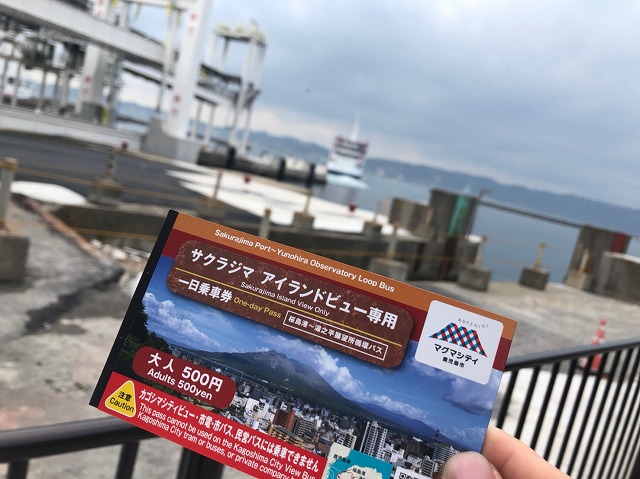 Sakurajima Port~Yunohira Observatory Loop Bus
サクラジマ アイランドビュー専用
Sakurajima Island View Only
一日乗車券 One-day Pass
桜島港~湯之平展望所循環バス
マグマシティ
鹿児島市
大人 500円
Adults 500yen
注意
Caution
カゴシマシティビュー・市電・市バス、民営バスには乗車できません
This pass cannot be used on the Kagoshima City View Bus
Kagoshima City tram or buses, or private company b